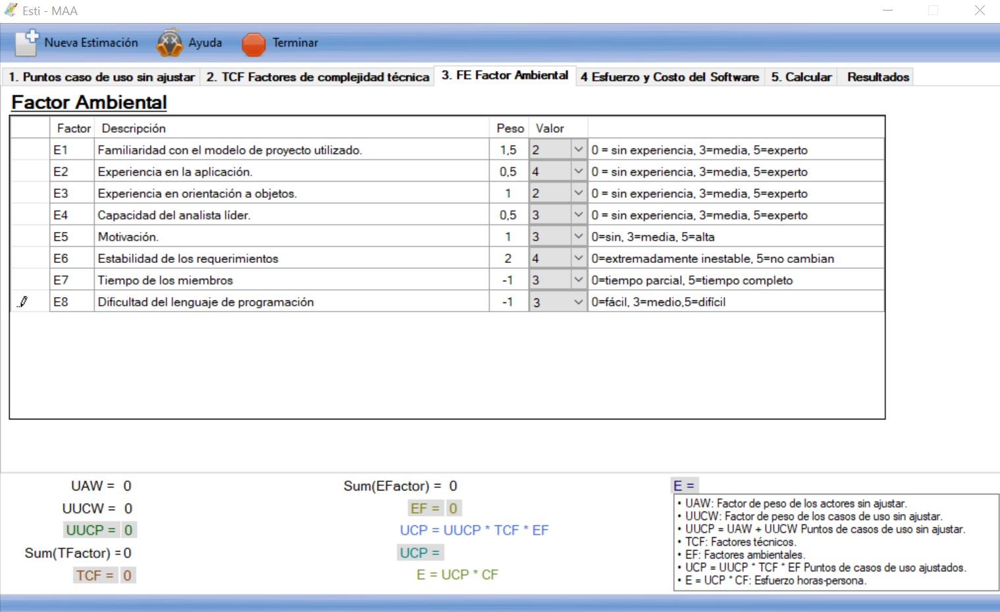 Esti - MAA
Nueva Estimación Ayuda Terminar
1. Puntos caso de uso sin ajustar 2. TCF Factores de complejidad técnica 3. FE Factor Ambiental 4 Esfuerzo y Costo del Software 5. Calcular Resultados
Factor Ambiental
Factor Descripción Peso Valor
E1 Familiaridad con el modelo de proyecto utilizado. 1,5 2 0 = sin experiencia, 3=media, 5=experto
E2 Experiencia en la aplicación. 0,5 4 0 = sin experiencia, 3=media, 5=experto
E3 Experiencia en orientación a objetos. 1 2 0 = sin experiencia, 3=media, 5=experto
E4 Capacidad del analista líder. 0,5 3 0 = sin experiencia, 3=media, 5=experto
E5 Motivación. 1 3 0=sin, 3=media, 5=alta
E6 Estabilidad de los requerimientos 2 4 0=extremadamente inestable, 5=no cambian
E7 Tiempo de los miembros -1 3 0=tiempo parcial, 5=tiempo completo
E8 Dificultad del lenguaje de programación -1 3 0=fácil, 3=medio,5=difícil
UAW = 0
UUCW = 0
UUCP = 0
Sum(TFactor) = 0
TCF = 0
Sum(EFactor) = 0
EF = 0
UCP = UUCP * TCF * EF
UCP =
E = UCP * CF
E =
• UAW: Factor de peso de los actores sin ajustar.
• UUCW: Factor de peso de los casos de uso sin ajustar.
• UUCP = UAW + UUCW Puntos de casos de uso sin ajustar.
• TCF: Factores técnicos.
• EF: Factores ambientales.
• UCP = UUCP * TCF * EF Puntos de casos de uso ajustados.
• E = UCP * CF: Esfuerzo horas-persona.